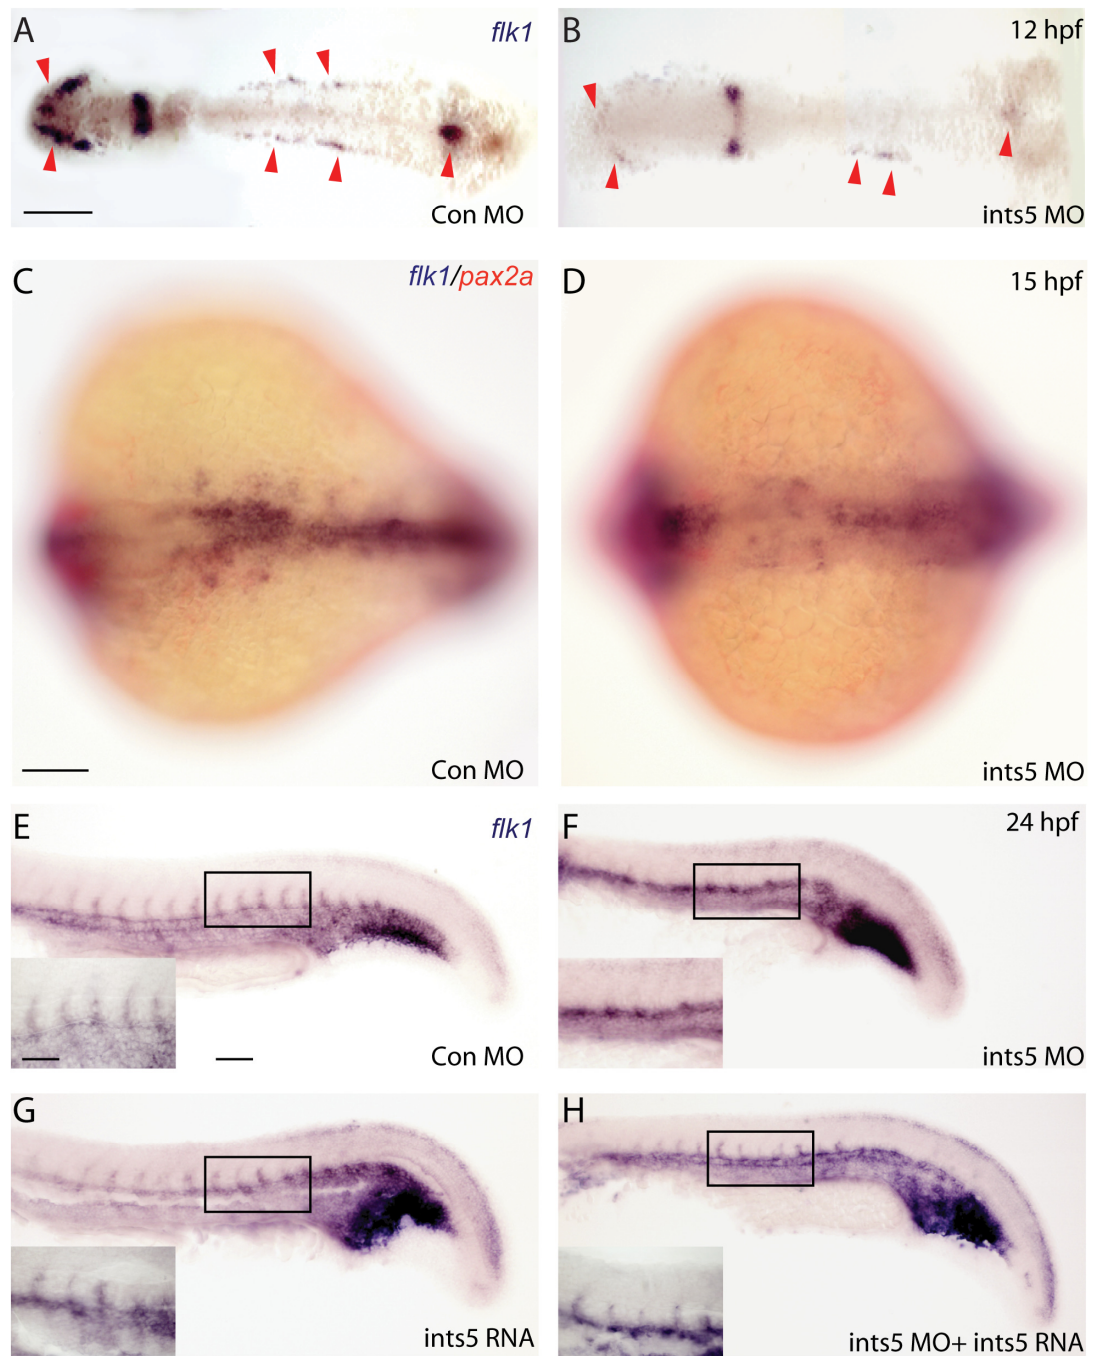 A flk1 B 12 hpf
Con MO ints5 MO
C flk1/pax2a D 15 hpf
Con MO ints5 MO
E flk1 F 24 hpf
Con MO ints5 MO
G H
ints5 RNA ints5 MO+ ints5 RNA